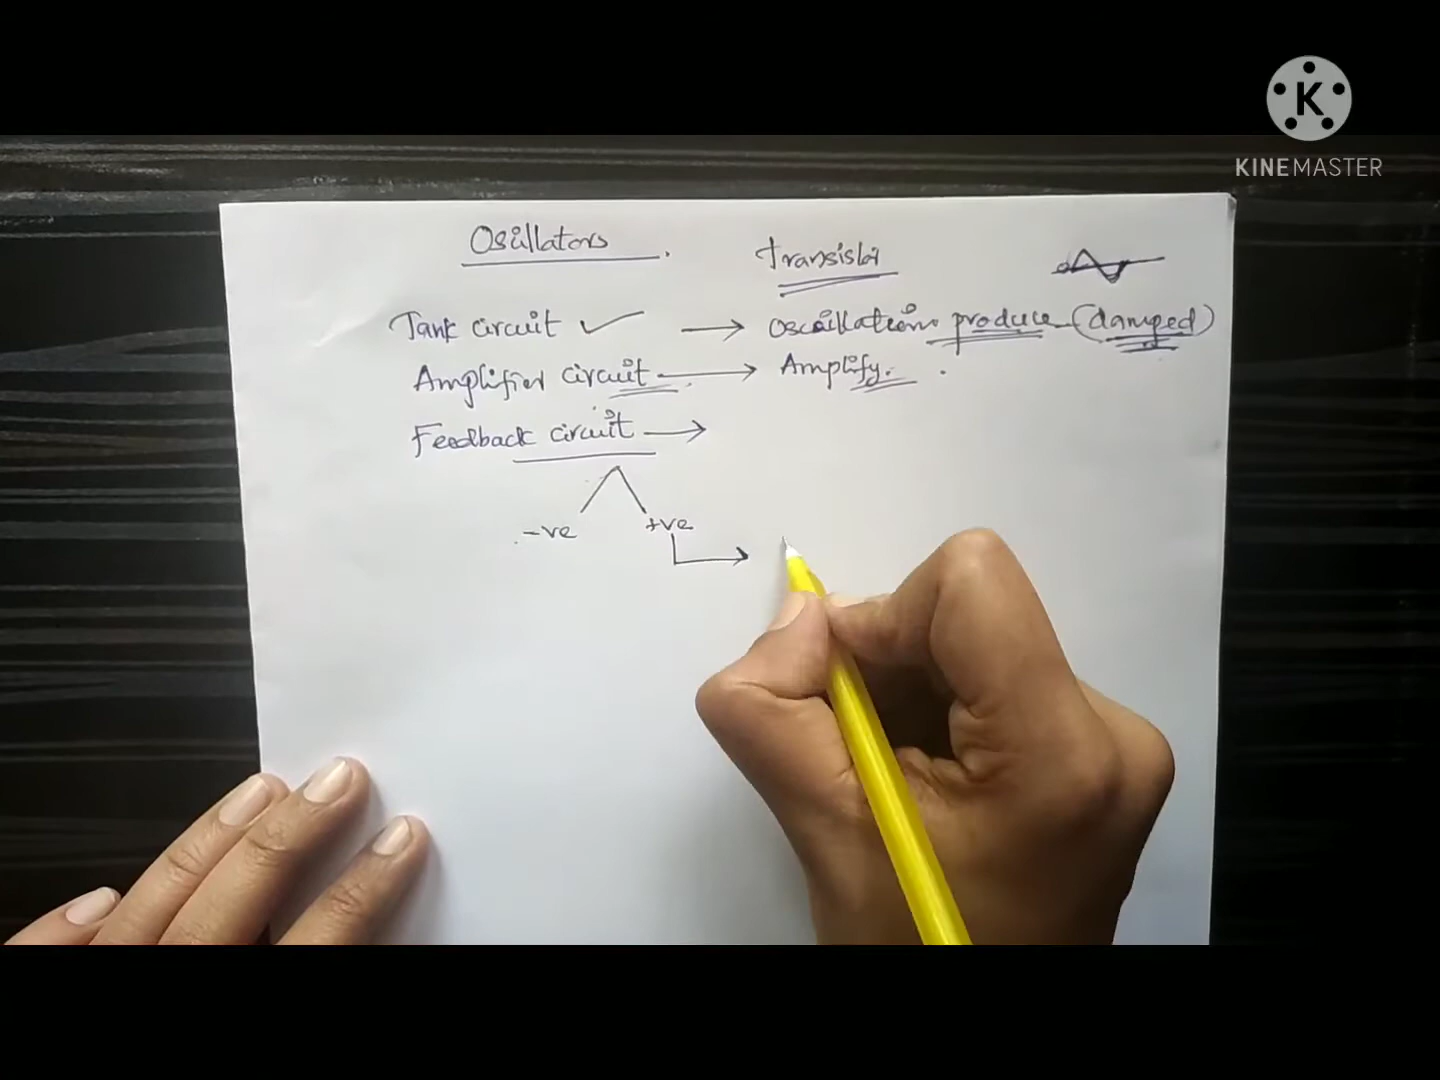 K
KINEMASTER
Oscillators.
Transistor
Tank circuit ✓ → Oscillations produce (damped)
Amplifier circuit. → Amplify.
Feedback circuit →
-ve +ve